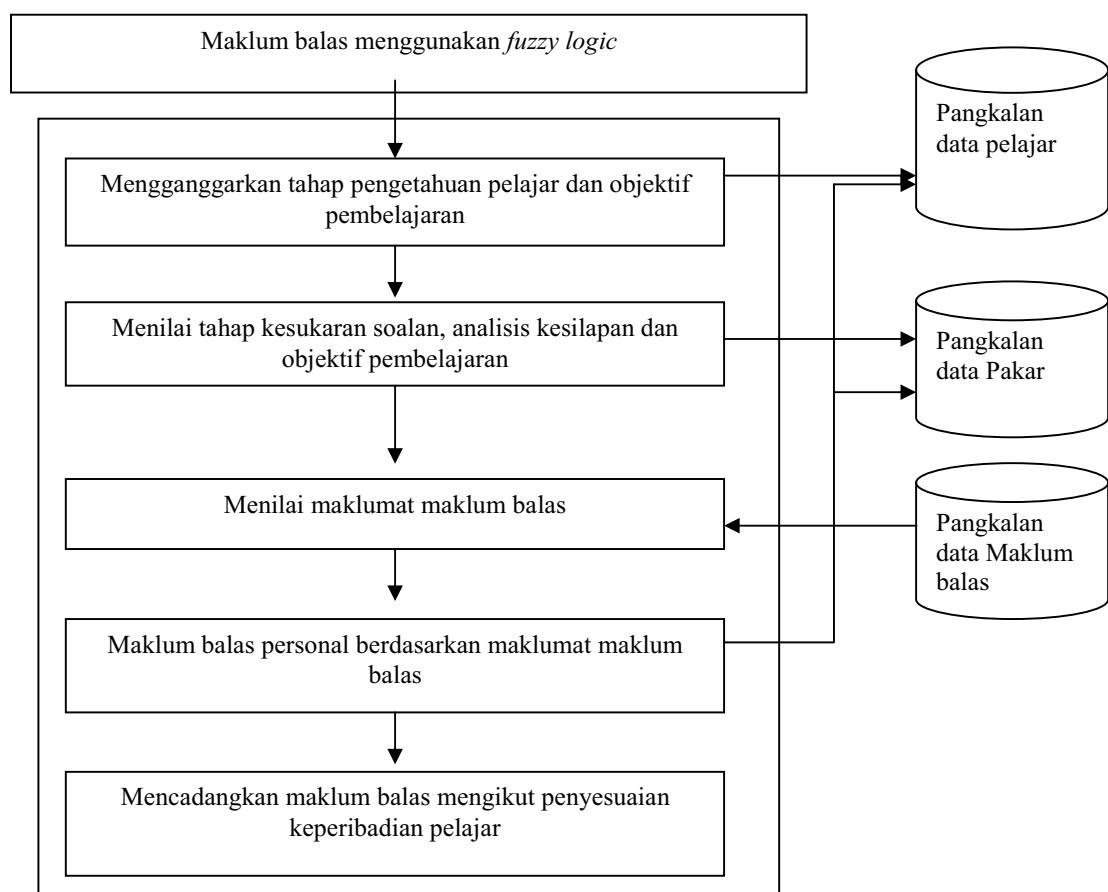 Maklum balas menggunakan fuzzy logic
Mengganggarkan tahap pengetahuan pelajar dan objektif
pembelajaran
Menilai tahap kesukaran soalan, analisis kesilapan dan
objektif pembelajaran
Menilai maklumat maklum balas
Maklum balas personal berdasarkan maklumat maklum
balas
Mencadangkan maklum balas mengikut penyesuaian
keperibadian pelajar
Pangkalan
data pelajar
Pangkalan
data Pakar
Pangkalan
data Maklum
balas